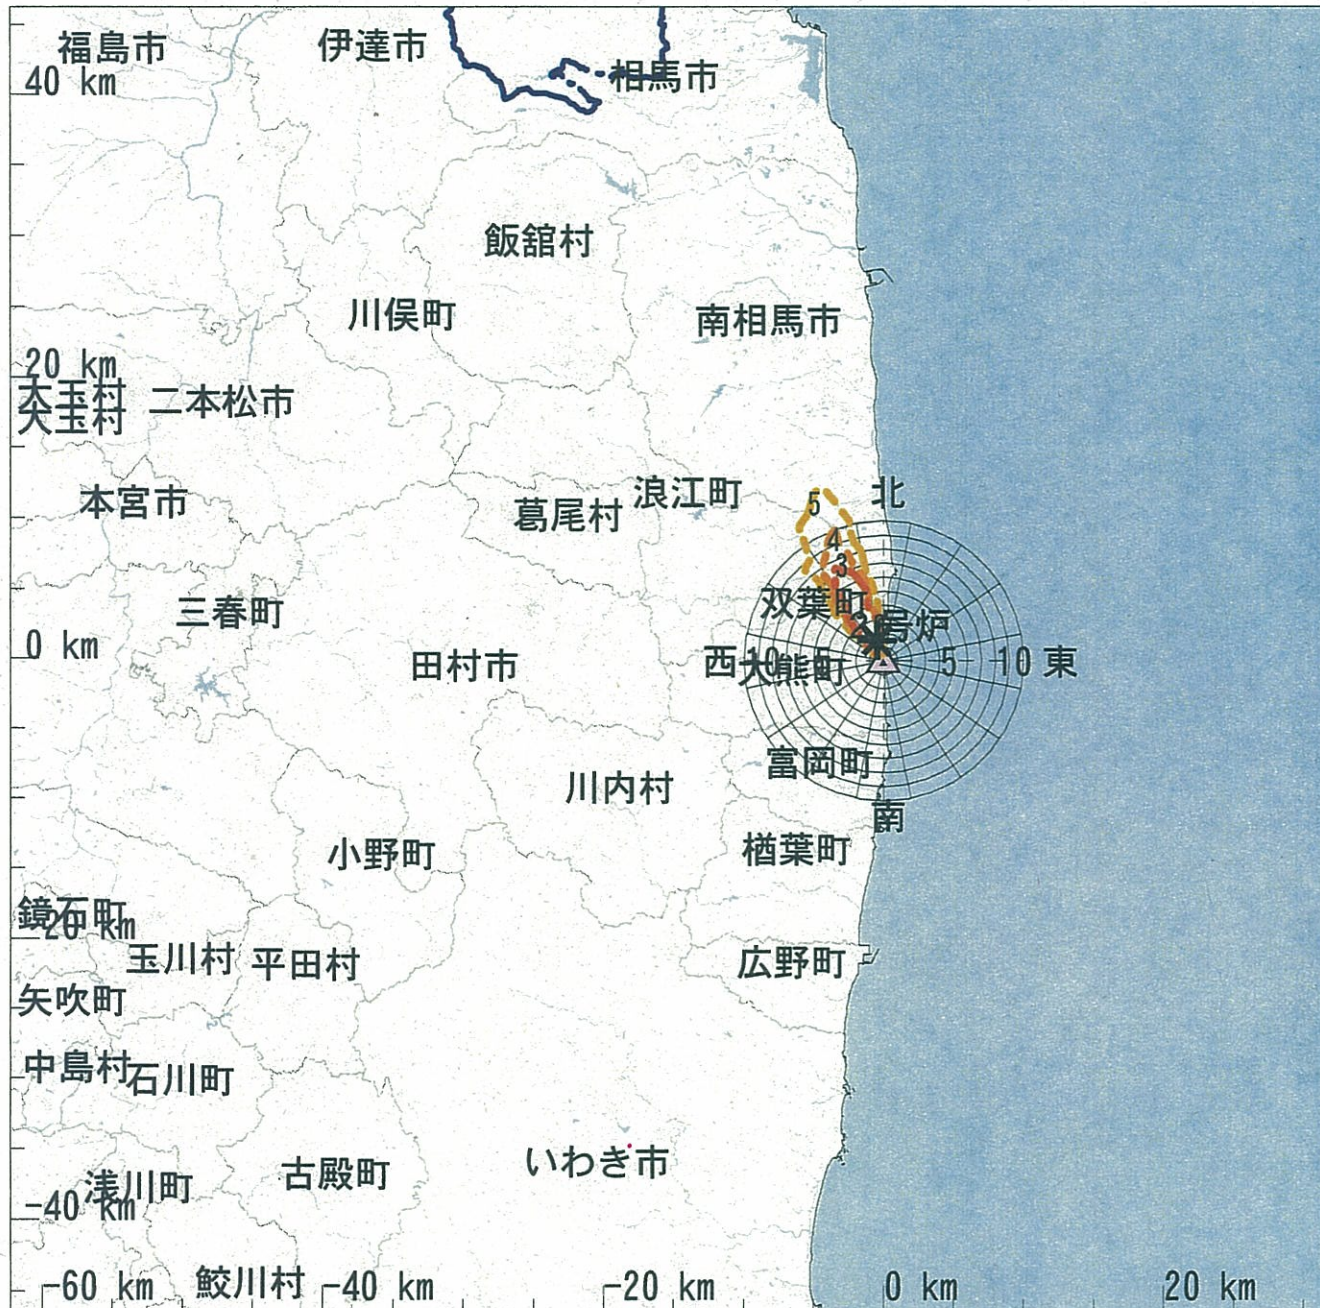 福島市
伊達市
40 km
相馬市
飯舘村
川俣町
南相馬市
20 km
大玉村
二本松市
大玉村
本宮市
葛尾村
浪江町
5
北
4
3
双葉町
三春町
2
号炉
0 km
田村市
西
10
5
大熊町
5
10
東
富岡町
川内村
南
小野町
楢葉町
鏡石町
-20 km
玉川村
平田村
広野町
矢吹町
中島村
石川町
いわき市
古殿町
浅川町
-40 km
-60 km
鮫川村
-40 km
-20 km
0 km
20 km